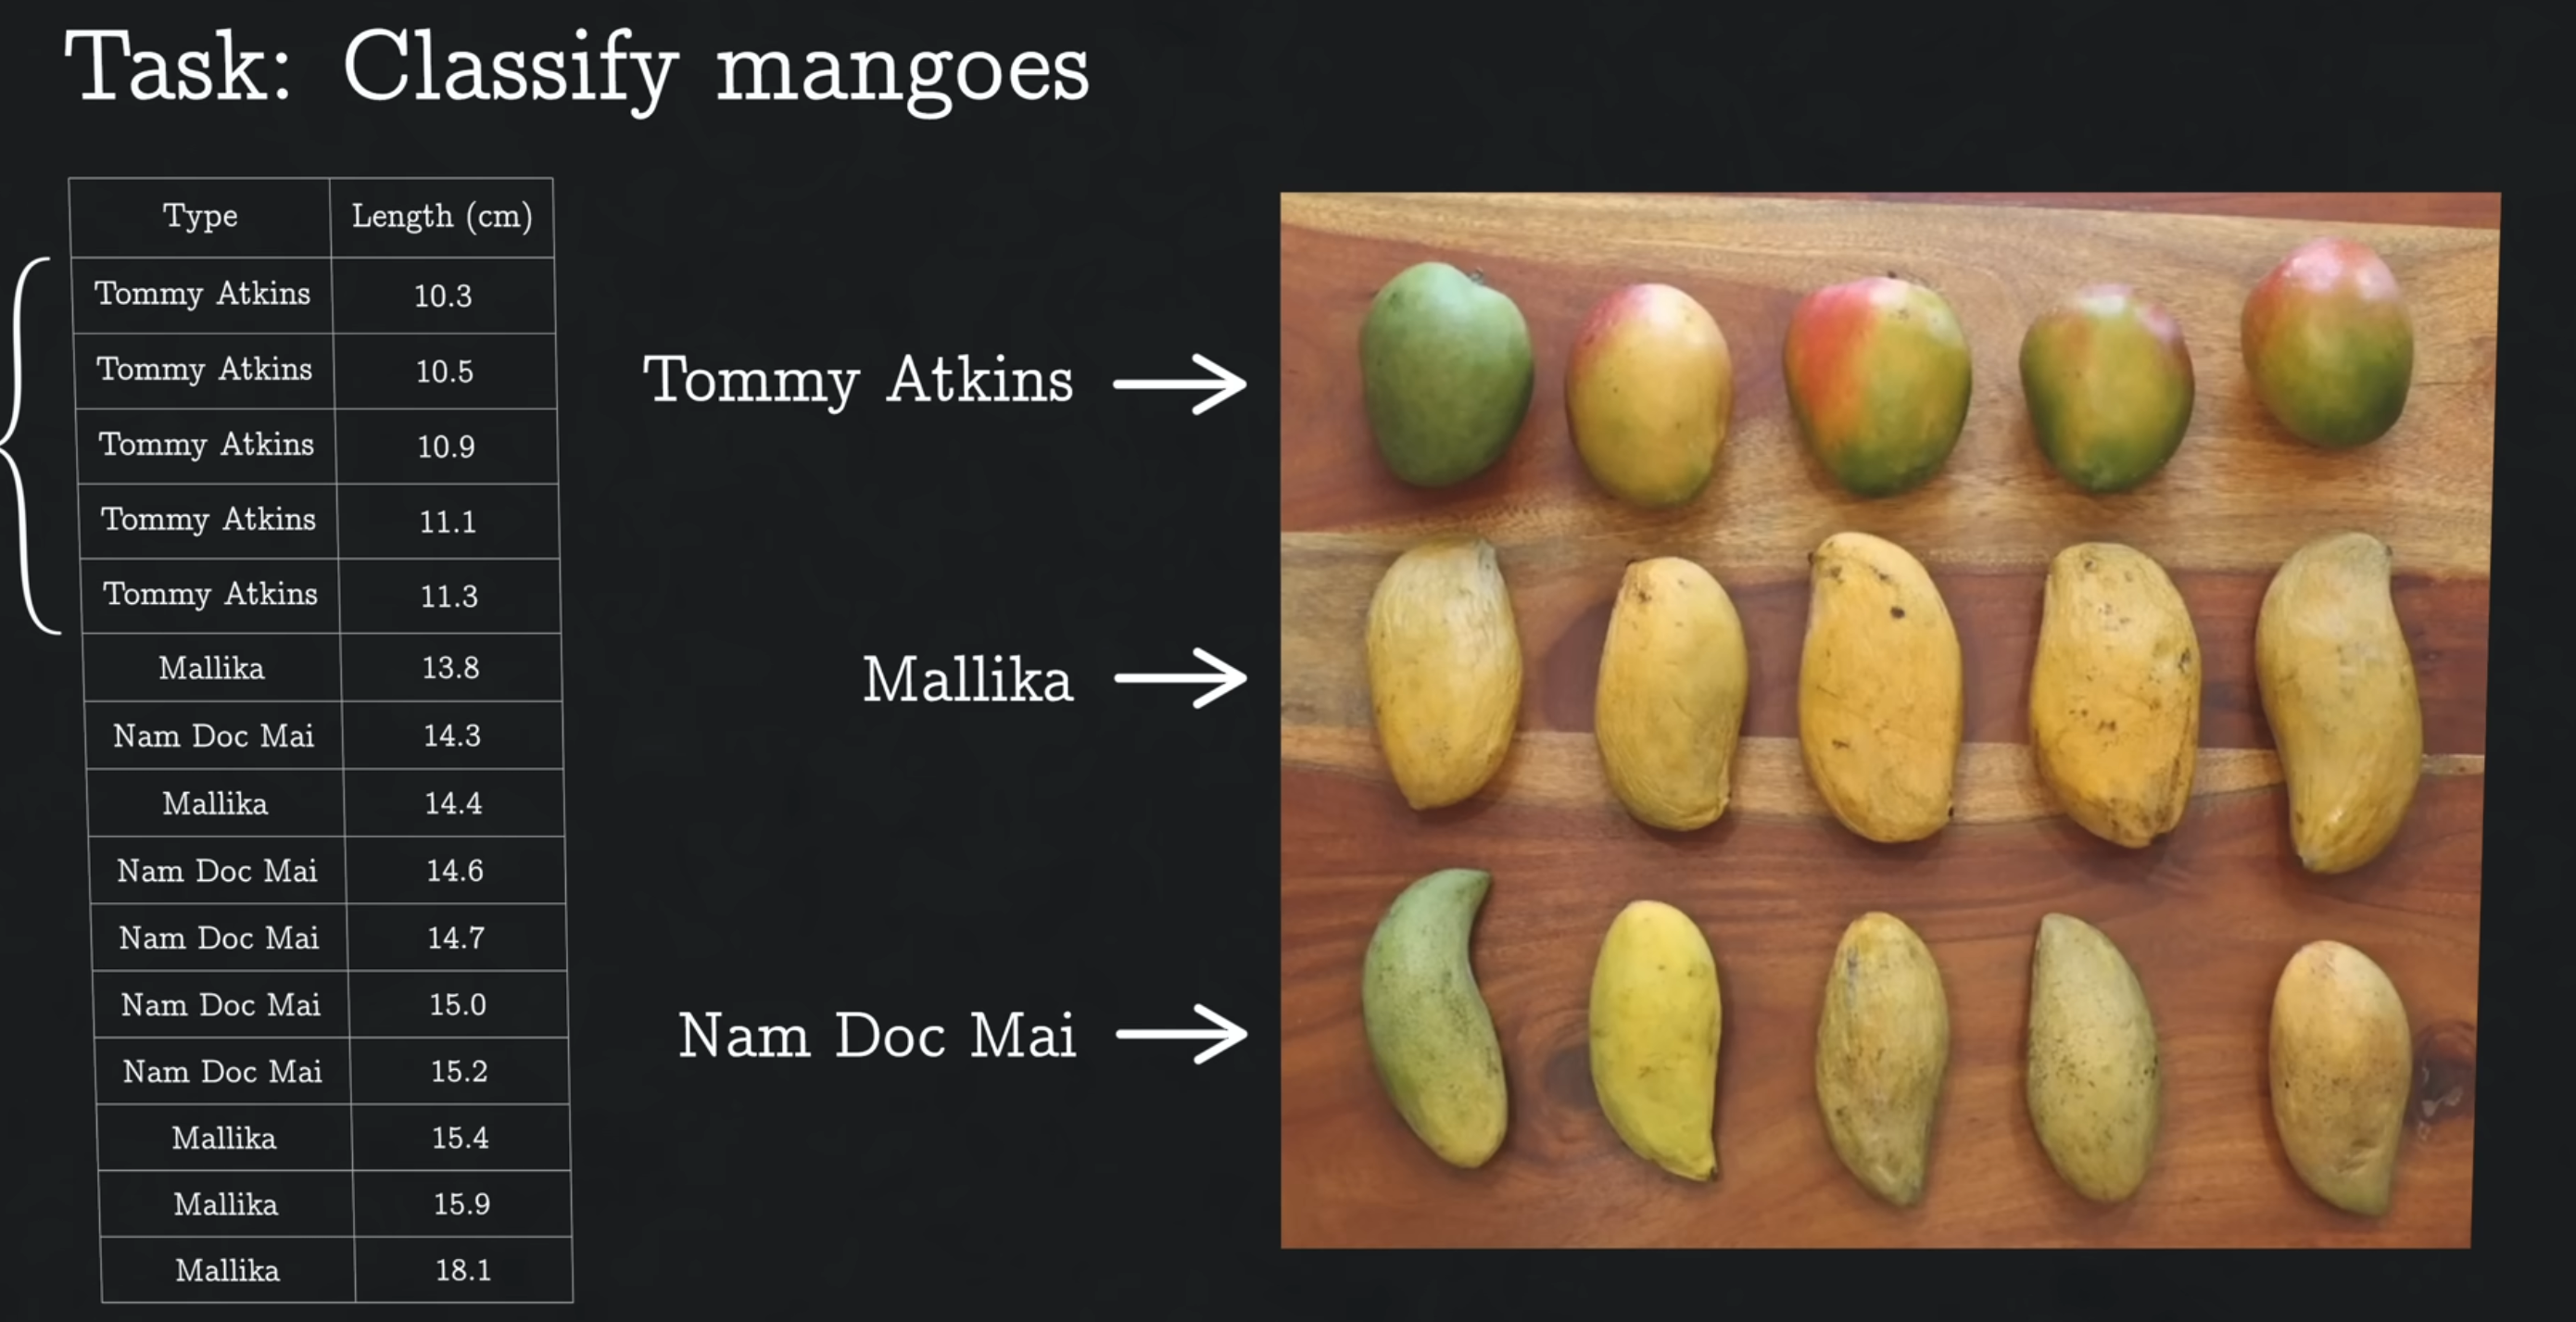 Task: Classify mangoes
Type Length (cm)
Tommy Atkins 10.3
Tommy Atkins 10.5
Tommy Atkins 10.9
Tommy Atkins 11.1
Tommy Atkins 11.3
Mallika 13.8
Nam Doc Mai 14.3
Mallika 14.4
Nam Doc Mai 14.6
Nam Doc Mai 14.7
Nam Doc Mai 15.0
Nam Doc Mai 15.2
Mallika 15.4
Mallika 15.9
Mallika 18.1
Tommy Atkins
Mallika
Nam Doc Mai